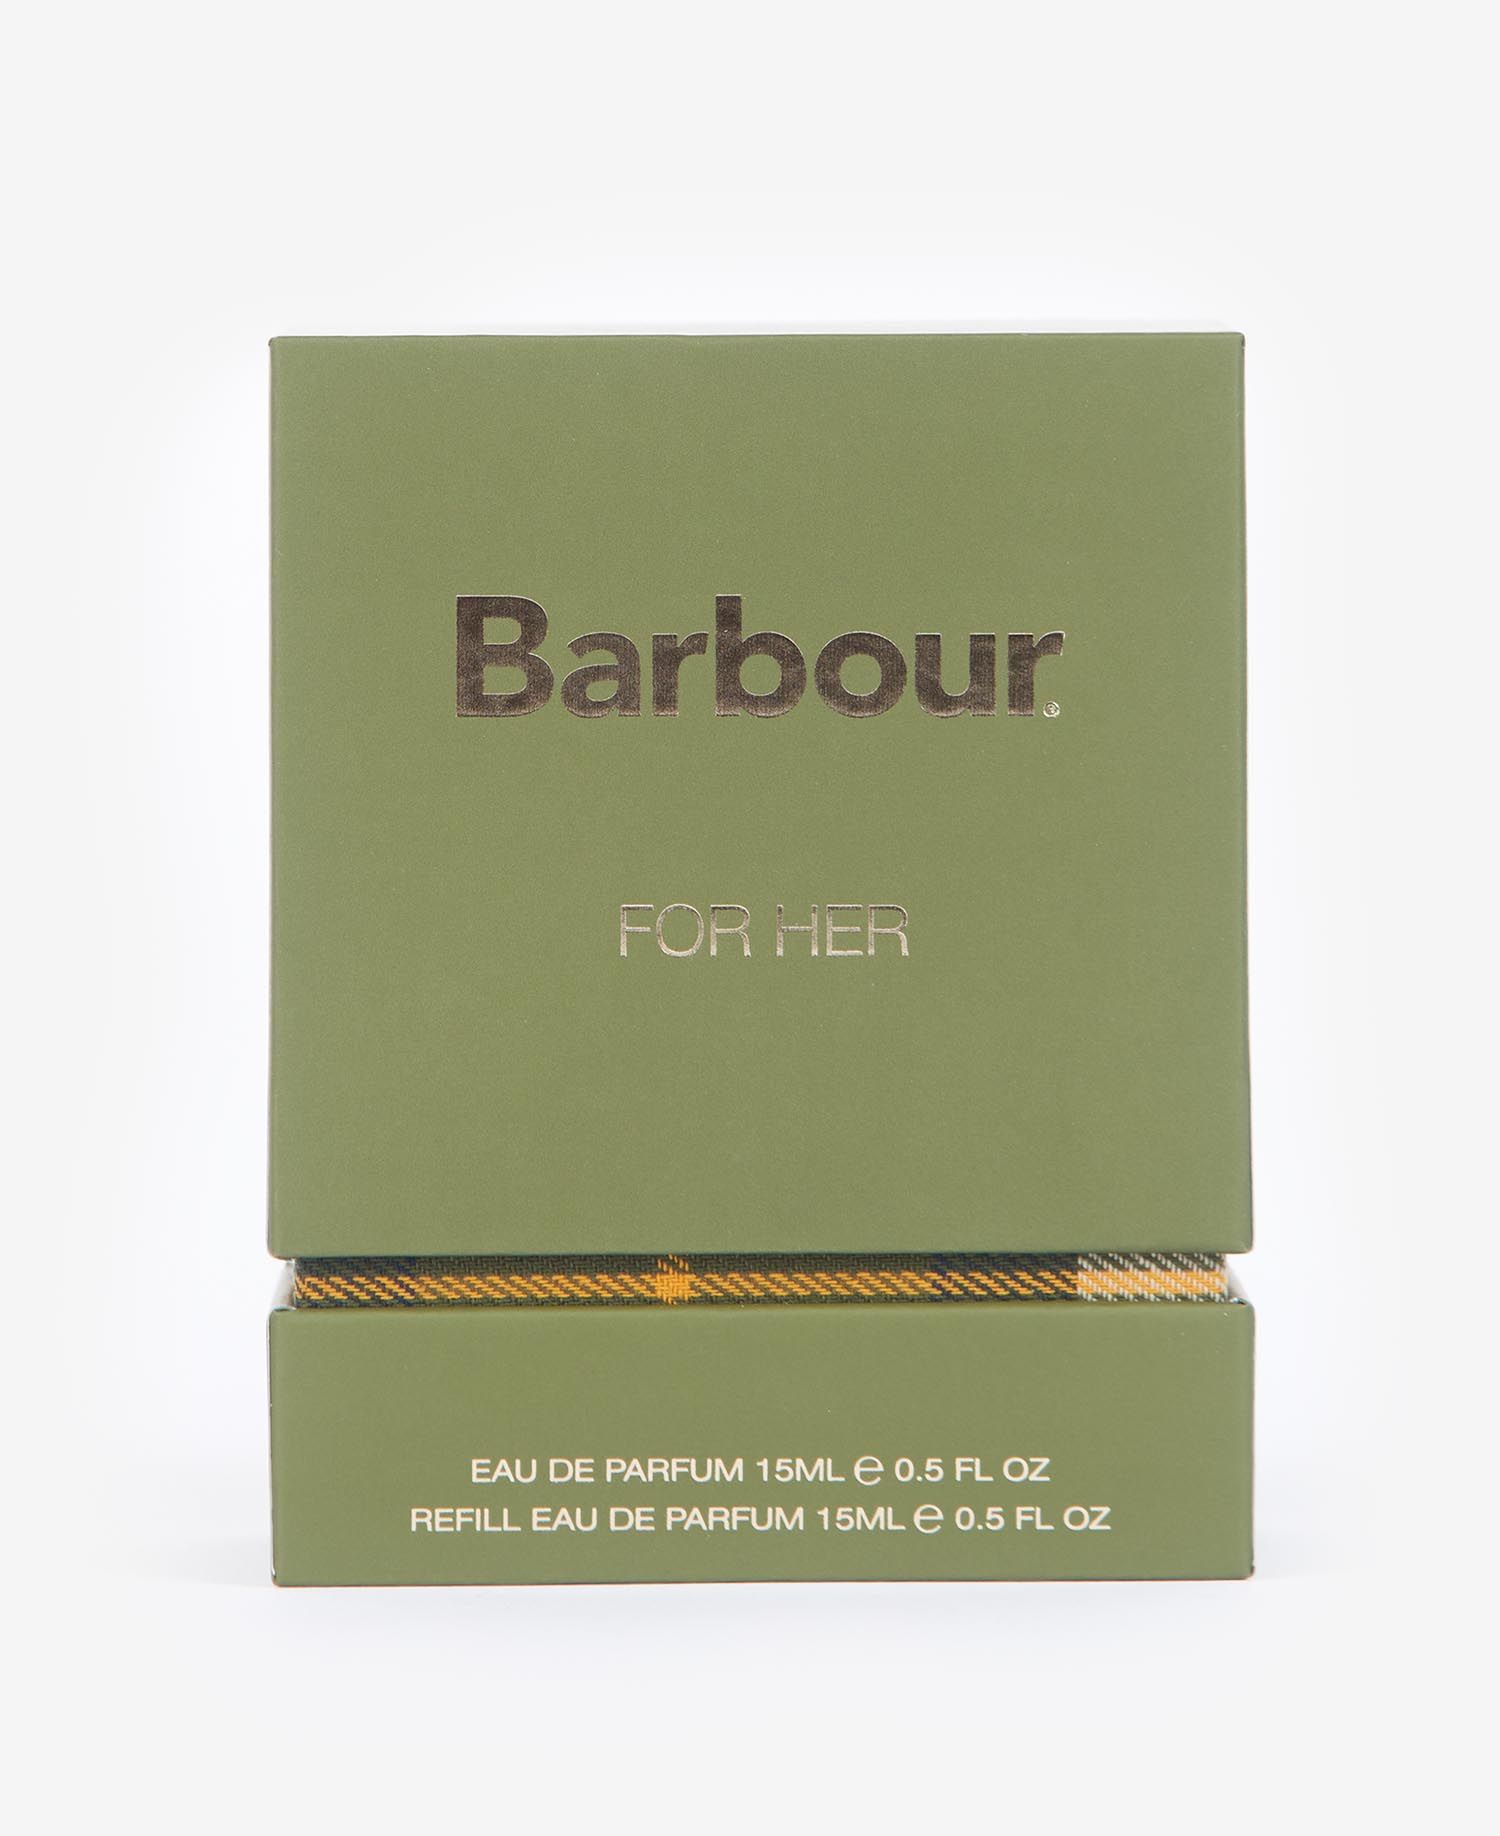 Barbour®
FOR HER
EAU DE PARFUM 15ML ℮ 0.5 FL OZ
REFILL EAU DE PARFUM 15ML ℮ 0.5 FL OZ